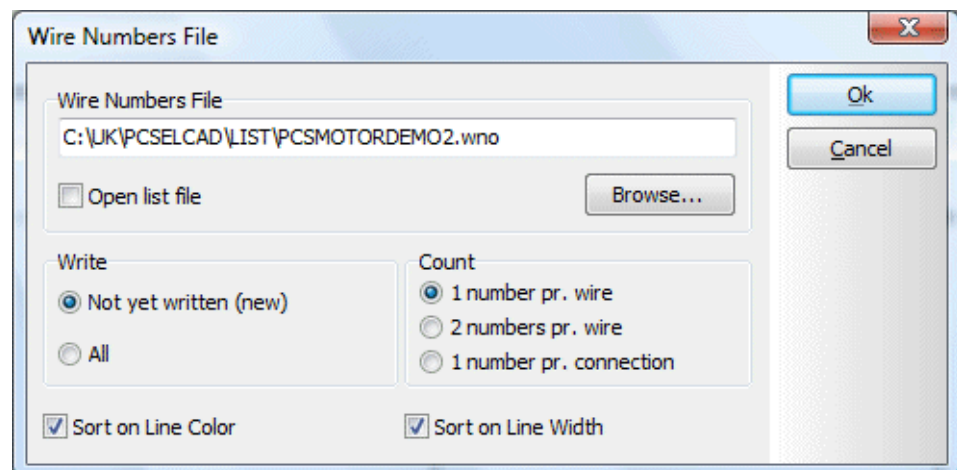 Wire Numbers File
Wire Numbers File
C:\UK\PCSELCAD\LIST\PCSMOTORDEMO2.wno
Open list file
Browse...
Ok
Cancel
Write
Not yet written (new)
All
Count
1 number pr. wire
2 numbers pr. wire
1 number pr. connection
Sort on Line Color
Sort on Line Width